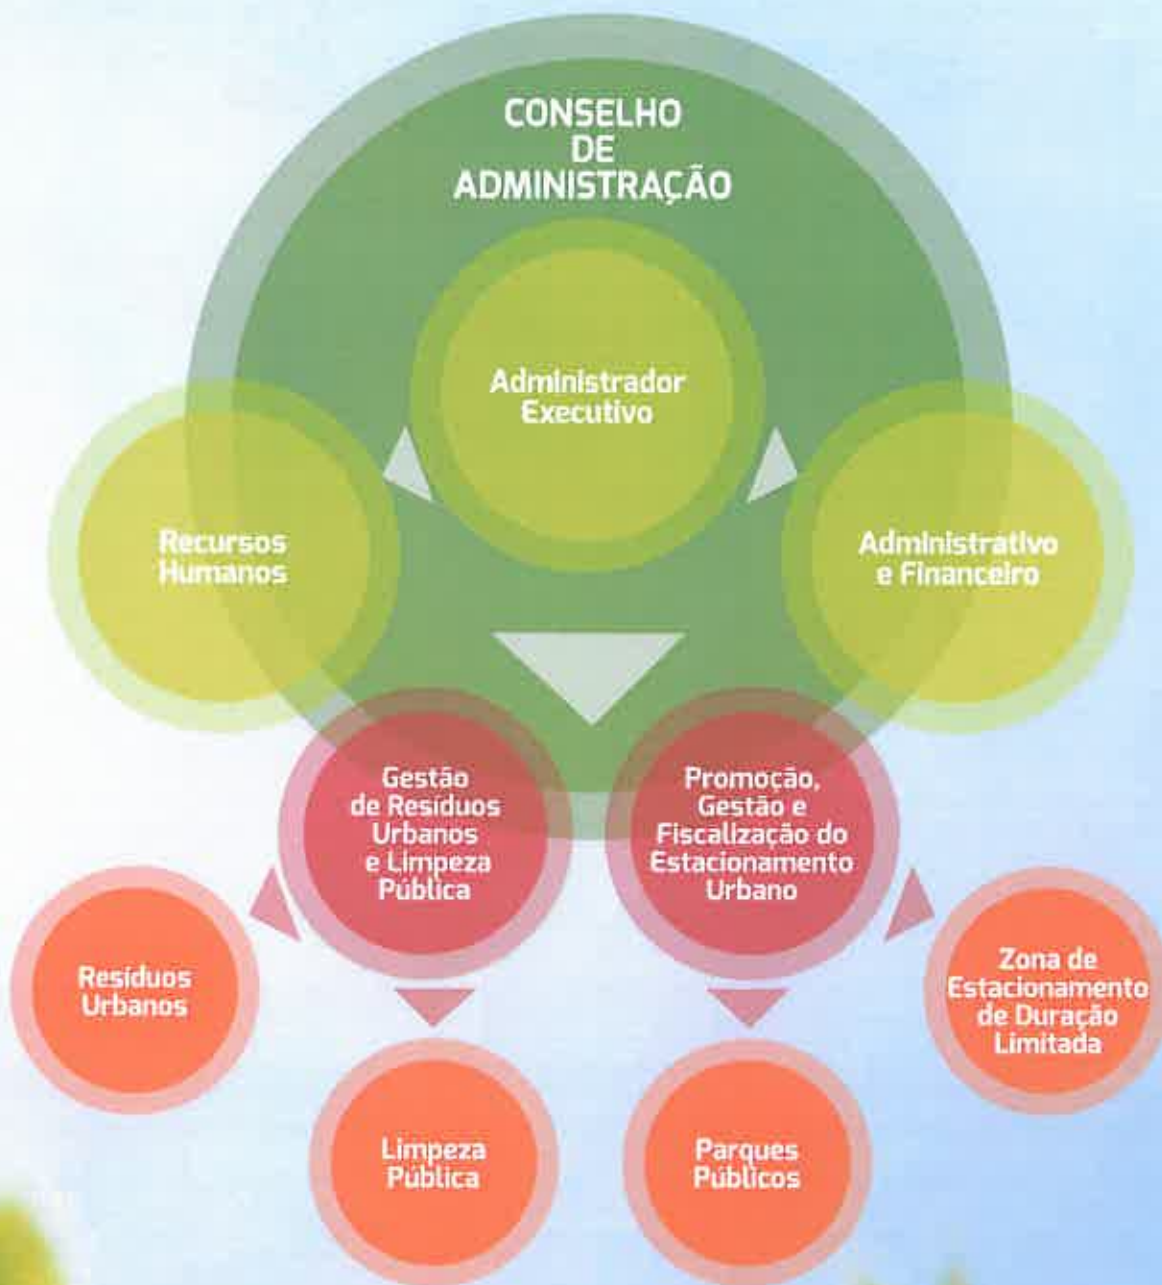 CONSELHO
DE
ADMINISTRAÇÃO
Administrador
Executivo
Recursos
Humanos
Administrativo
e Financeiro
Gestão
de Resíduos
Urbanos
e Limpeza
Pública
Promoção,
Gestão e
Fiscalização do
Estacionamento
Urbano
Resíduos
Urbanos
Zona de
Estacionamento
de Duração
Limitada
Limpeza
Pública
Parques
Públicos